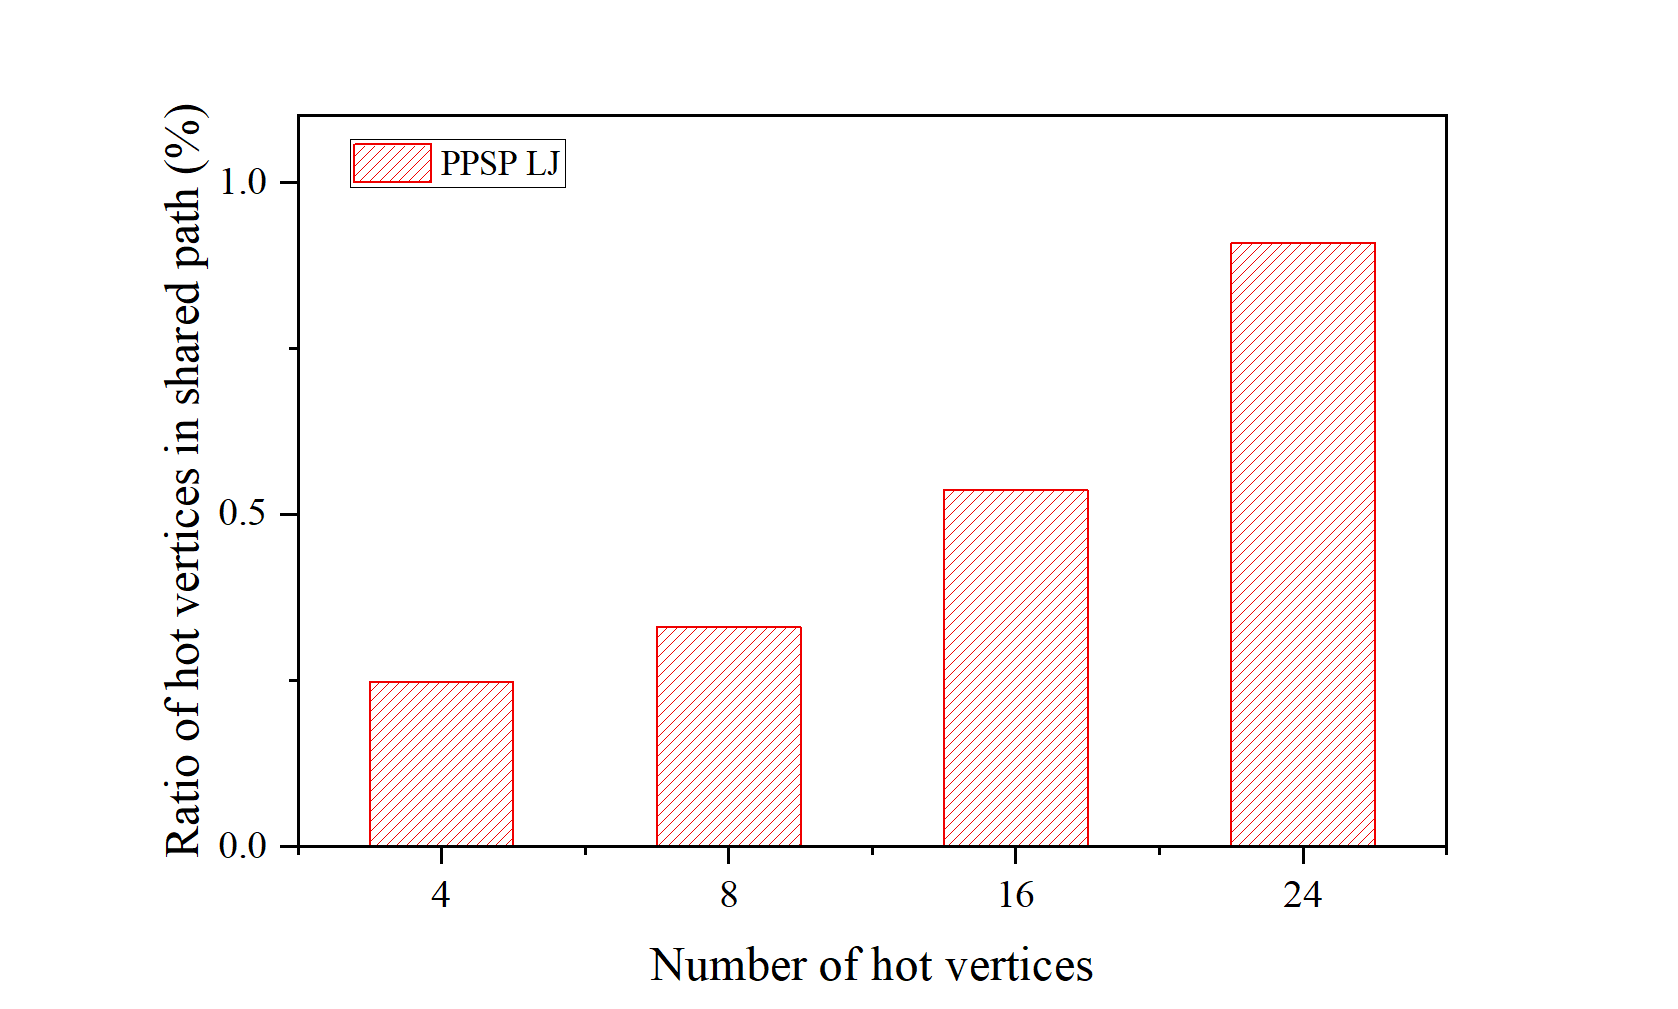 PPSP LJ
Ratio of hot vertices in shared path (%)
1.0
0.5
0.0
4 8 16 24
Number of hot vertices